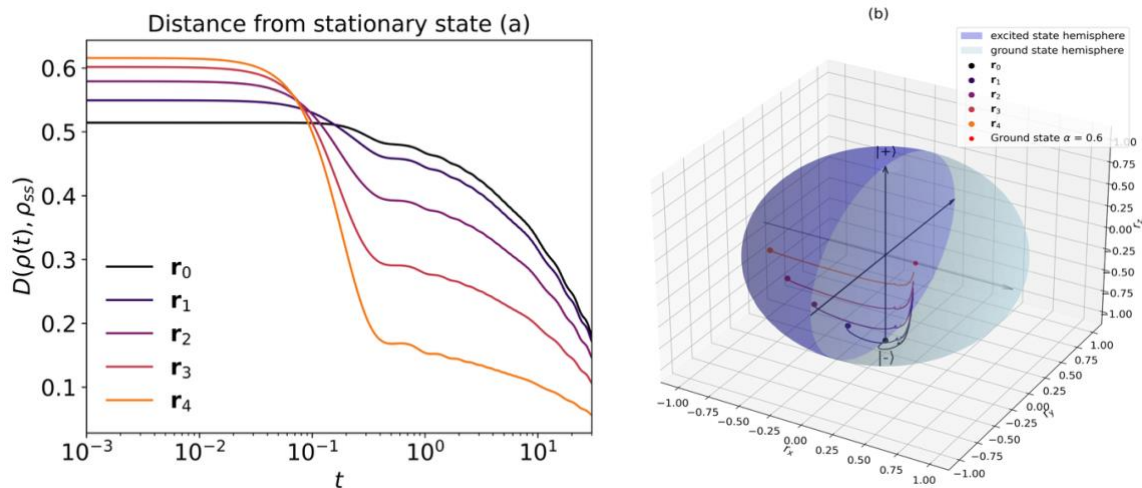 Distance from stationary state (a)
D(ρ(t), ρss)
0.6
0.5
0.4
0.3
0.2
0.1
r0
r1
r2
r3
r4
10⁻³
10⁻²
10⁻¹
10⁰
10¹
t
(b)
excited state hemisphere
ground state hemisphere
r0
r1
r2
r3
r4
Ground state α = 0.6
|+⟩
|-⟩
1.00
0.75
0.50
0.25
0.00
−0.25
−0.50
−0.75
−1.00
−1.00
−0.75
−0.50
−0.25
0.00
0.25
0.50
0.75
1.00
rx
−1.00
−0.75
−0.50
−0.25
0.00
0.25
0.50
0.75
1.00
ry